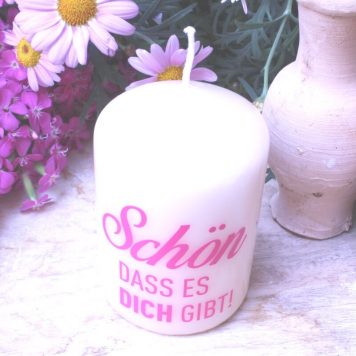 Schön
DASS ES
DICH GIBT!